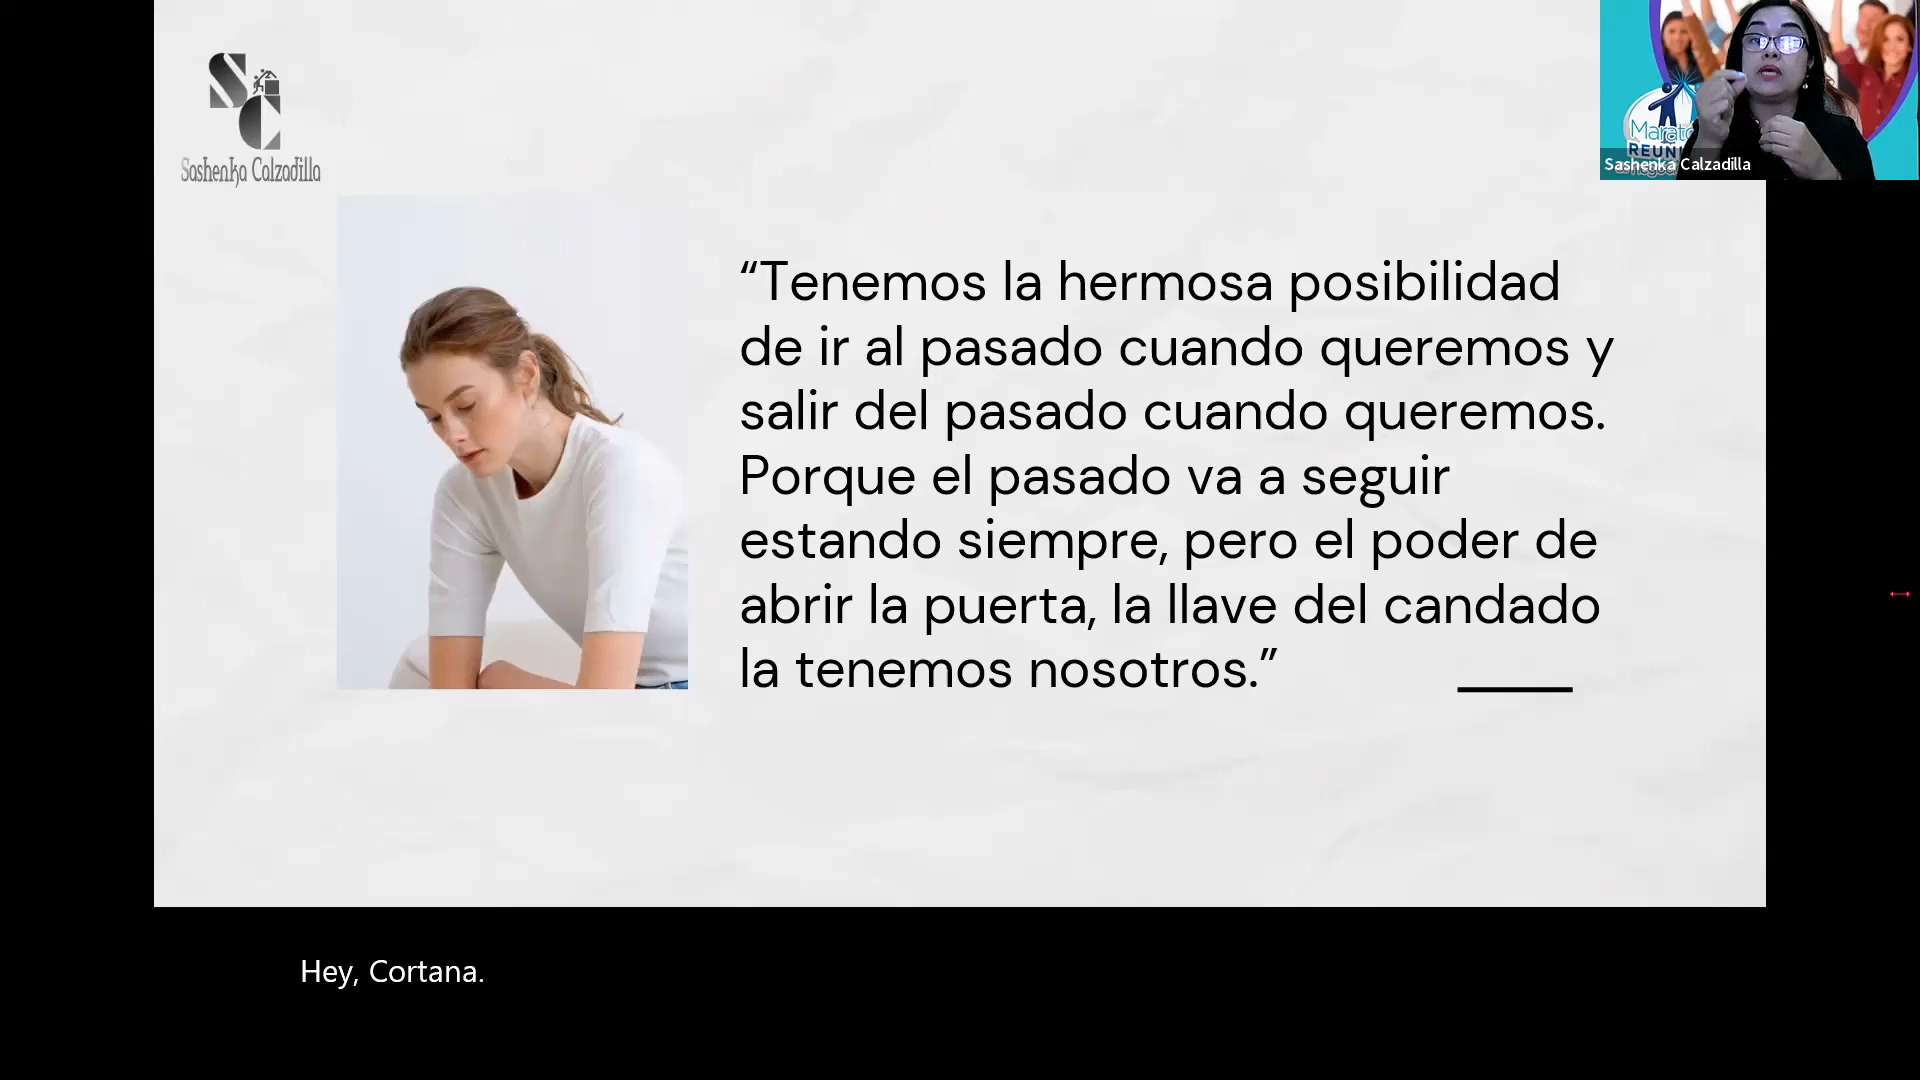 SC
Sashenka Calzadilla
“Tenemos la hermosa posibilidad
de ir al pasado cuando queremos y
salir del pasado cuando queremos.
Porque el pasado va a seguir
estando siempre, pero el poder de
abrir la puerta, la llave del candado
la tenemos nosotros.”
Sashenka Calzadilla
Hey, Cortana.